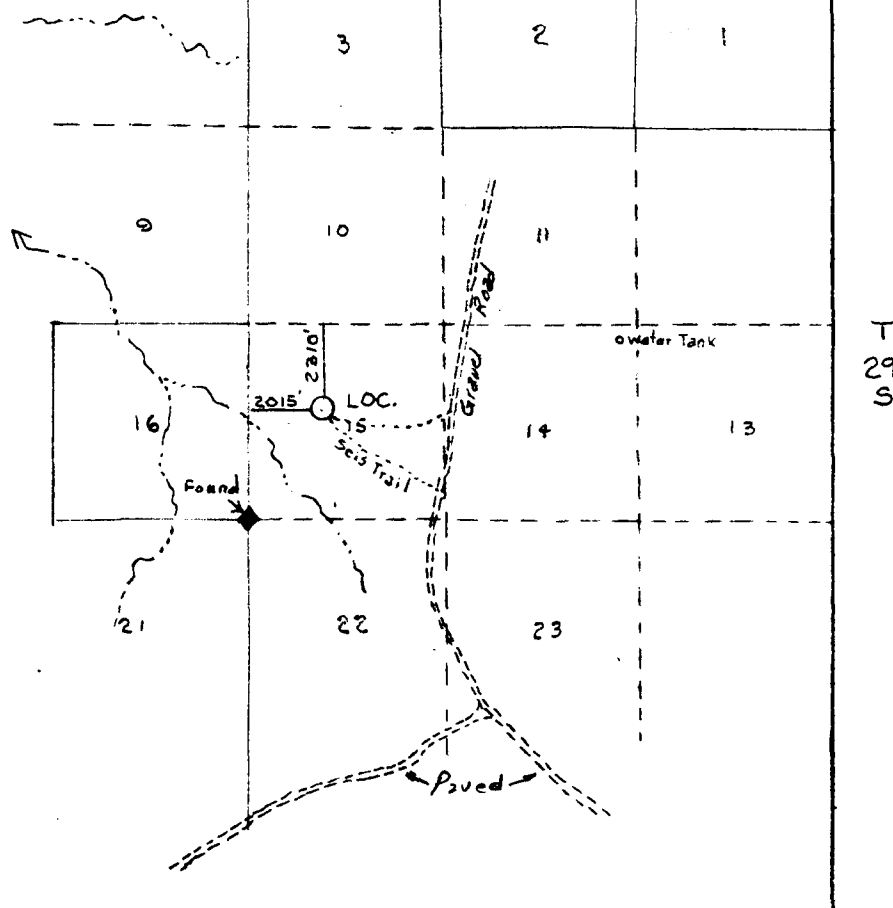 3 2 1
9 10 11
Gravel Road
water Tank
T
29
S
2310'
2015' LOC.
15
16 14 13
Seis Trail
Found
21 22 23
Paved